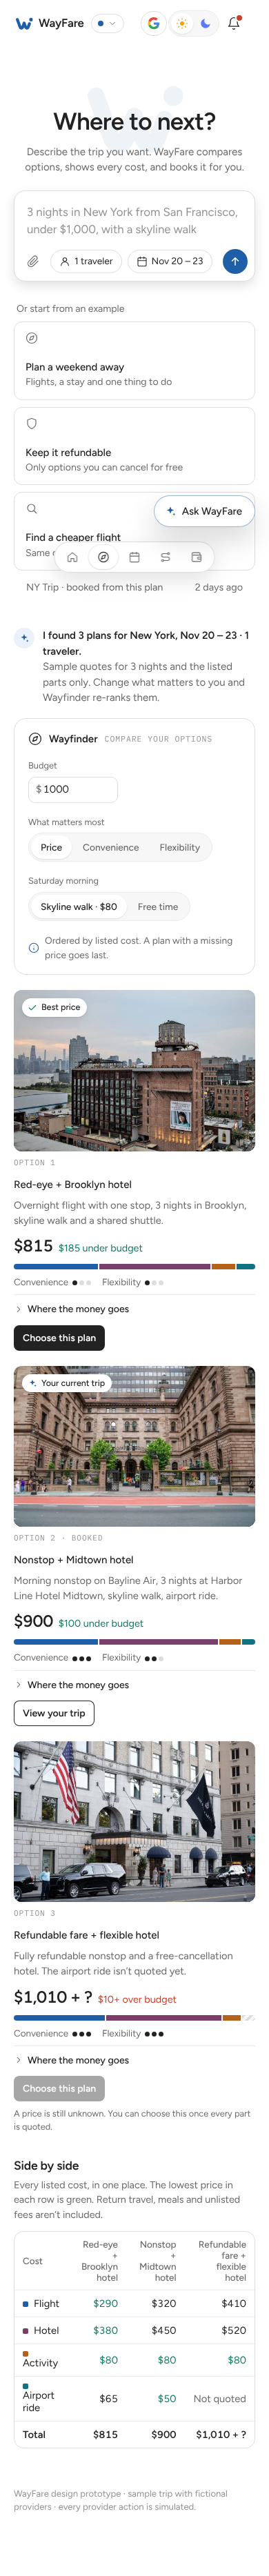 WayFare
Where to next?
Describe the trip you want. WayFare compares
options, shows every cost, and books it for you.
3 nights in New York from San Francisco,
under $1,000, with a skyline walk
1 traveler
Nov 20 – 23
Or start from an example
Plan a weekend away
Flights, a stay and one thing to do
Keep it refundable
Only options you can cancel for free
Ask WayFare
Find a cheaper flight
NY Trip · booked from this plan
2 days ago
I found 3 plans for New York, Nov 20 – 23 · 1
traveler.
Sample quotes for 3 nights and the listed
parts only. Change what matters to you and
Wayfinder re-ranks them.
Wayfinder COMPARE YOUR OPTIONS
Budget
$ 1000
What matters most
Price Convenience Flexibility
Saturday morning
Skyline walk · $80 Free time
Ordered by listed cost. A plan with a missing
price goes last.
Best price
OPTION 1
Red-eye + Brooklyn hotel
Overnight flight with one stop, 3 nights in Brooklyn,
skyline walk and a shared shuttle.
$815 $185 under budget
Convenience Flexibility
Where the money goes
Choose this plan
Your current trip
OPTION 2 · BOOKED
Nonstop + Midtown hotel
Morning nonstop on Bayline Air, 3 nights at Harbor
Line Hotel Midtown, skyline walk, airport ride.
$900 $100 under budget
Convenience Flexibility
Where the money goes
View your trip
OPTION 3
Refundable fare + flexible hotel
Fully refundable nonstop and a free-cancellation
hotel. The airport ride isn't quoted yet.
$1,010 + ? $10+ over budget
Convenience Flexibility
Where the money goes
Choose this plan
A price is still unknown. You can choose this once every part
is quoted.
Side by side
Every listed cost, in one place. The lowest price in
each row is green. Return travel, meals and unlisted
fees aren't included.
Cost Red-eye + Brooklyn hotel Nonstop + Midtown hotel Refundable fare + flexible hotel
Flight $290 $320 $410
Hotel $380 $450 $520
Activity $80 $80 $80
Airport ride $65 $50 Not quoted
Total $815 $900 $1,010 + ?
WayFare design prototype · sample trip with fictional
providers · every provider action is simulated.